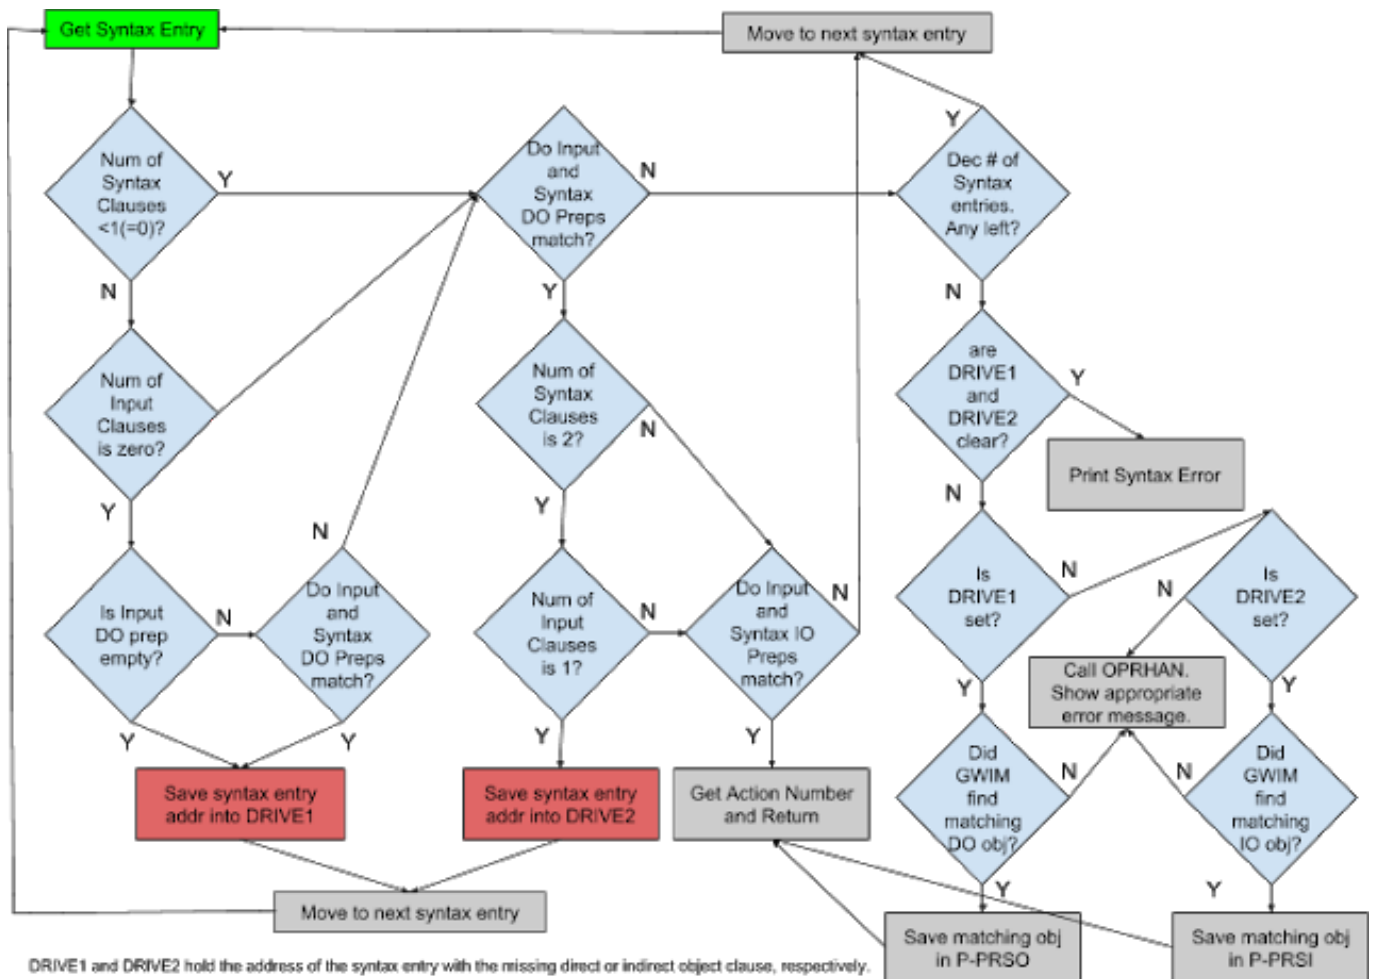 Get Syntax Entry
Move to next syntax entry
Num of
Syntax
Clauses
<1(=0)?
Y
N
Do Input
and
Syntax
DO Preps
match?
N
Y
Dec # of
Syntax
entries.
Any left?
Y
N
Num of
Input
Clauses
is zero?
Y
Num of
Syntax
Clauses
is 2?
N
Y
are
DRIVE1
and
DRIVE2
clear?
Y
N
Print Syntax Error
Is Input
DO prep
empty?
N
Y
Do Input
and
Syntax
DO Preps
match?
N
Y
Num of
Input
Clauses
is 1?
N
Y
Do Input
and
Syntax IO
Preps
match?
N
Y
Is
DRIVE1
set?
N
Y
Is
DRIVE2
set?
N
Y
Call OPRHAN.
Show appropriate
error message.
Save syntax entry
addr into DRIVE1
Save syntax entry
addr into DRIVE2
Get Action Number
and Return
Did
GWIM
find
matching
DO obj?
N
Y
Did
GWIM
find
matching
IO obj?
N
Y
Move to next syntax entry
Save matching obj
in P-PRSO
Save matching obj
in P-PRSI
DRIVE1 and DRIVE2 hold the address of the syntax entry with the missing direct or indirect object clause, respectively.